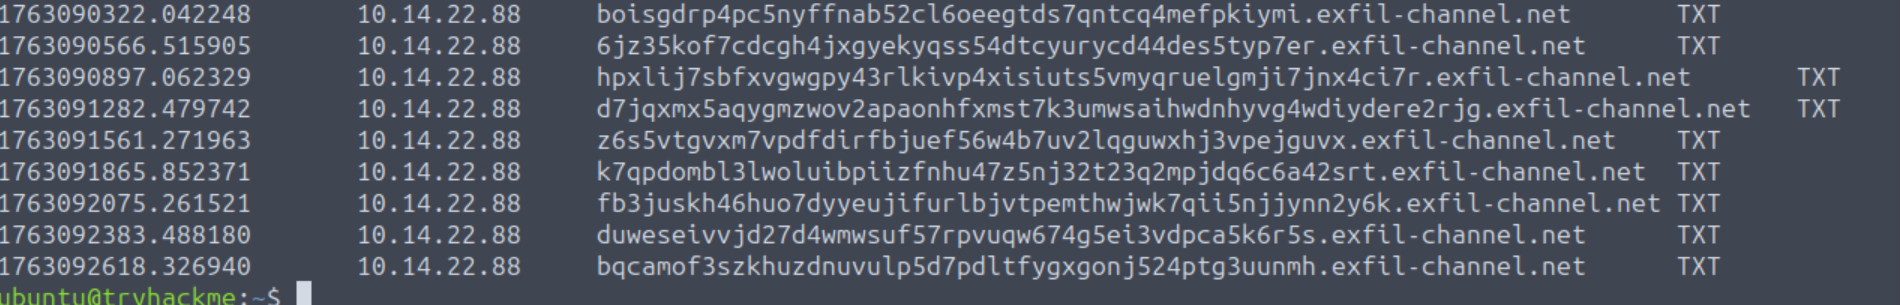 1763090322.042248 10.14.22.88 boisgdrp4pc5nyffnab52cl6oeegtds7qntcq4mefpkiymi.exfil-channel.net TXT
1763090566.515905 10.14.22.88 6jz35kof7cdcgh4jxgyekyqss54dtcyurycd44des5typ7er.exfil-channel.net TXT
1763090897.062329 10.14.22.88 hpxlij7sbfxvgwgpy43rlkivp4xisiuts5vmyqruelgmji7jnx4ci7r.exfil-channel.net TXT
1763091282.479742 10.14.22.88 d7jqxmx5aqygmzwov2apaonhfxmst7k3umwsaihwdnhyvg4wdiydere2rjg.exfil-channel.net TXT
1763091561.271963 10.14.22.88 z6s5vtgvxm7vpdfdirfbjuef56w4b7uv2lqguwxhj3vpejguvx.exfil-channel.net TXT
1763091865.852371 10.14.22.88 k7qpdombl3lwoluibpiizfnhu47z5nj32t23q2mpjdq6c6a42srt.exfil-channel.net TXT
1763092075.261521 10.14.22.88 fb3juskh46huo7dyyeujifurlbjvtpemthwjwk7qii5njjynn2y6k.exfil-channel.net TXT
1763092383.488180 10.14.22.88 duweseivvjd27d4wmwsuf57rpvuqw674g5ei3vdpca5k6r5s.exfil-channel.net TXT
1763092618.326940 10.14.22.88 bqcamof3szkhuzdnuvulp5d7pdltfygxgonj524ptg3uunmh.exfil-channel.net TXT
ubuntu@tryhackme:~$